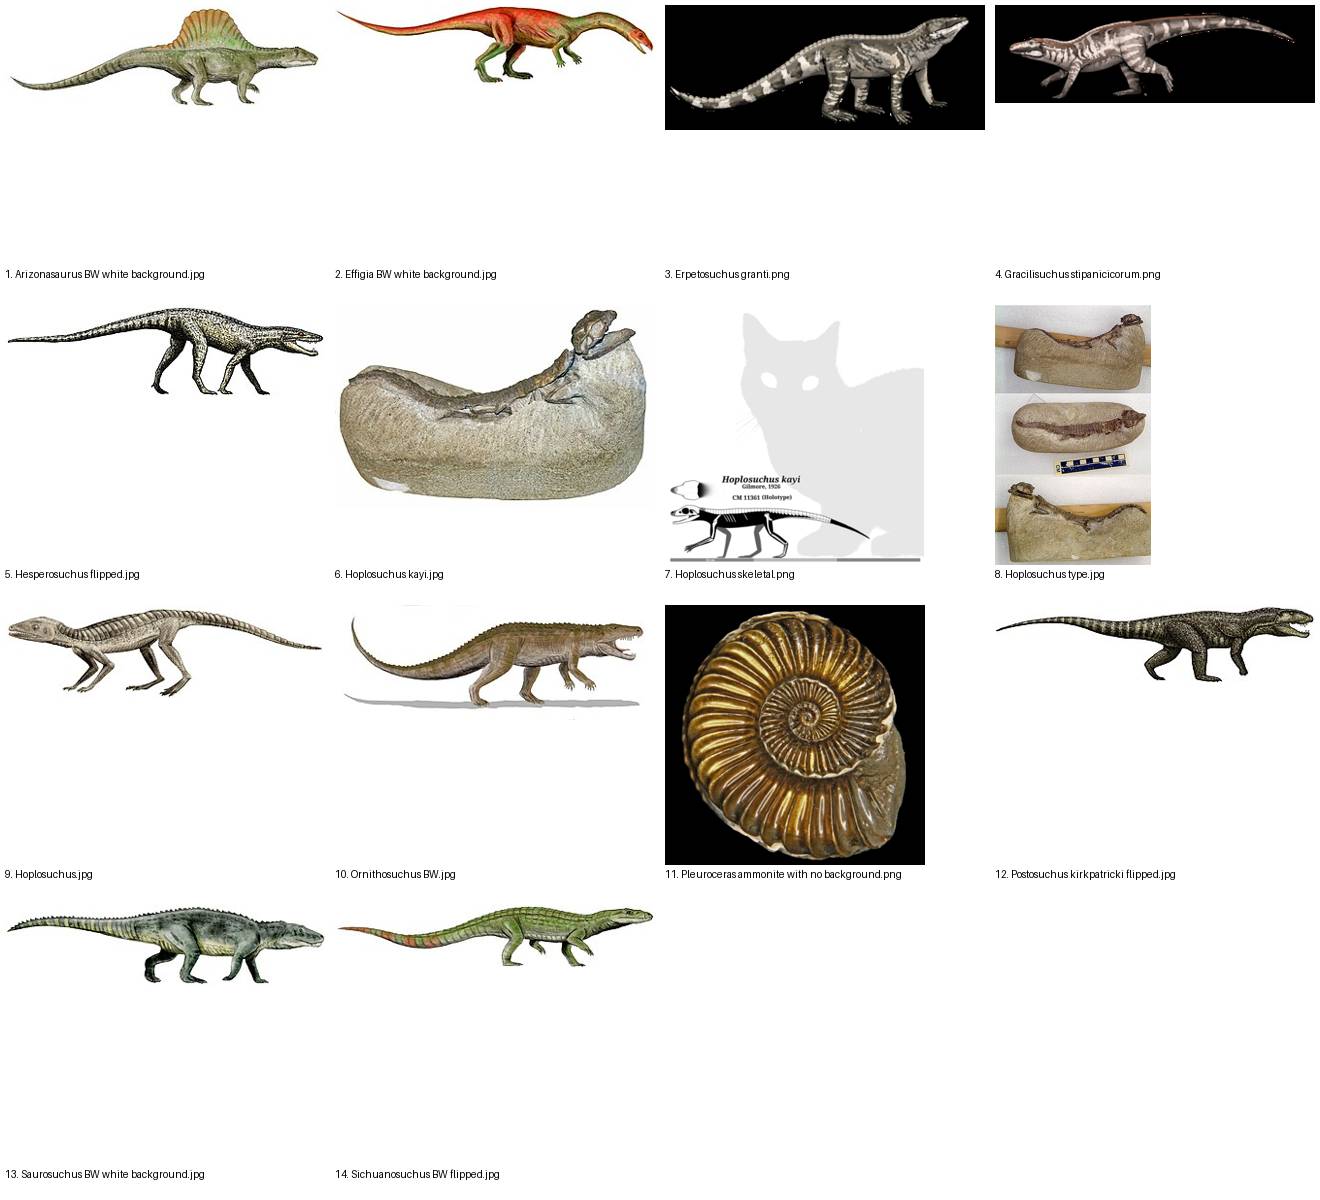 1. Arizonasaurus BW white background.jpg
2. Effigia BW white background.jpg
3. Erpetosuchus granti.png
4. Gracilisuchus stipanicicorum.png
Hoplosuchus kayi
Gilmore, 1926
CM 11361 (Holotype)
5. Hesperosuchus flipped.jpg
6. Hoplosuchus kayi.jpg
7. Hoplosuchus skeletal.png
8. Hoplosuchus type.jpg
9. Hoplosuchus.jpg
10. Ornithosuchus BW.jpg
11. Pleuroceras ammonite with no background.png
12. Postosuchus kirkpatricki flipped.jpg
13. Saurosuchus BW white background.jpg
14. Sichuanosuchus BW flipped.jpg